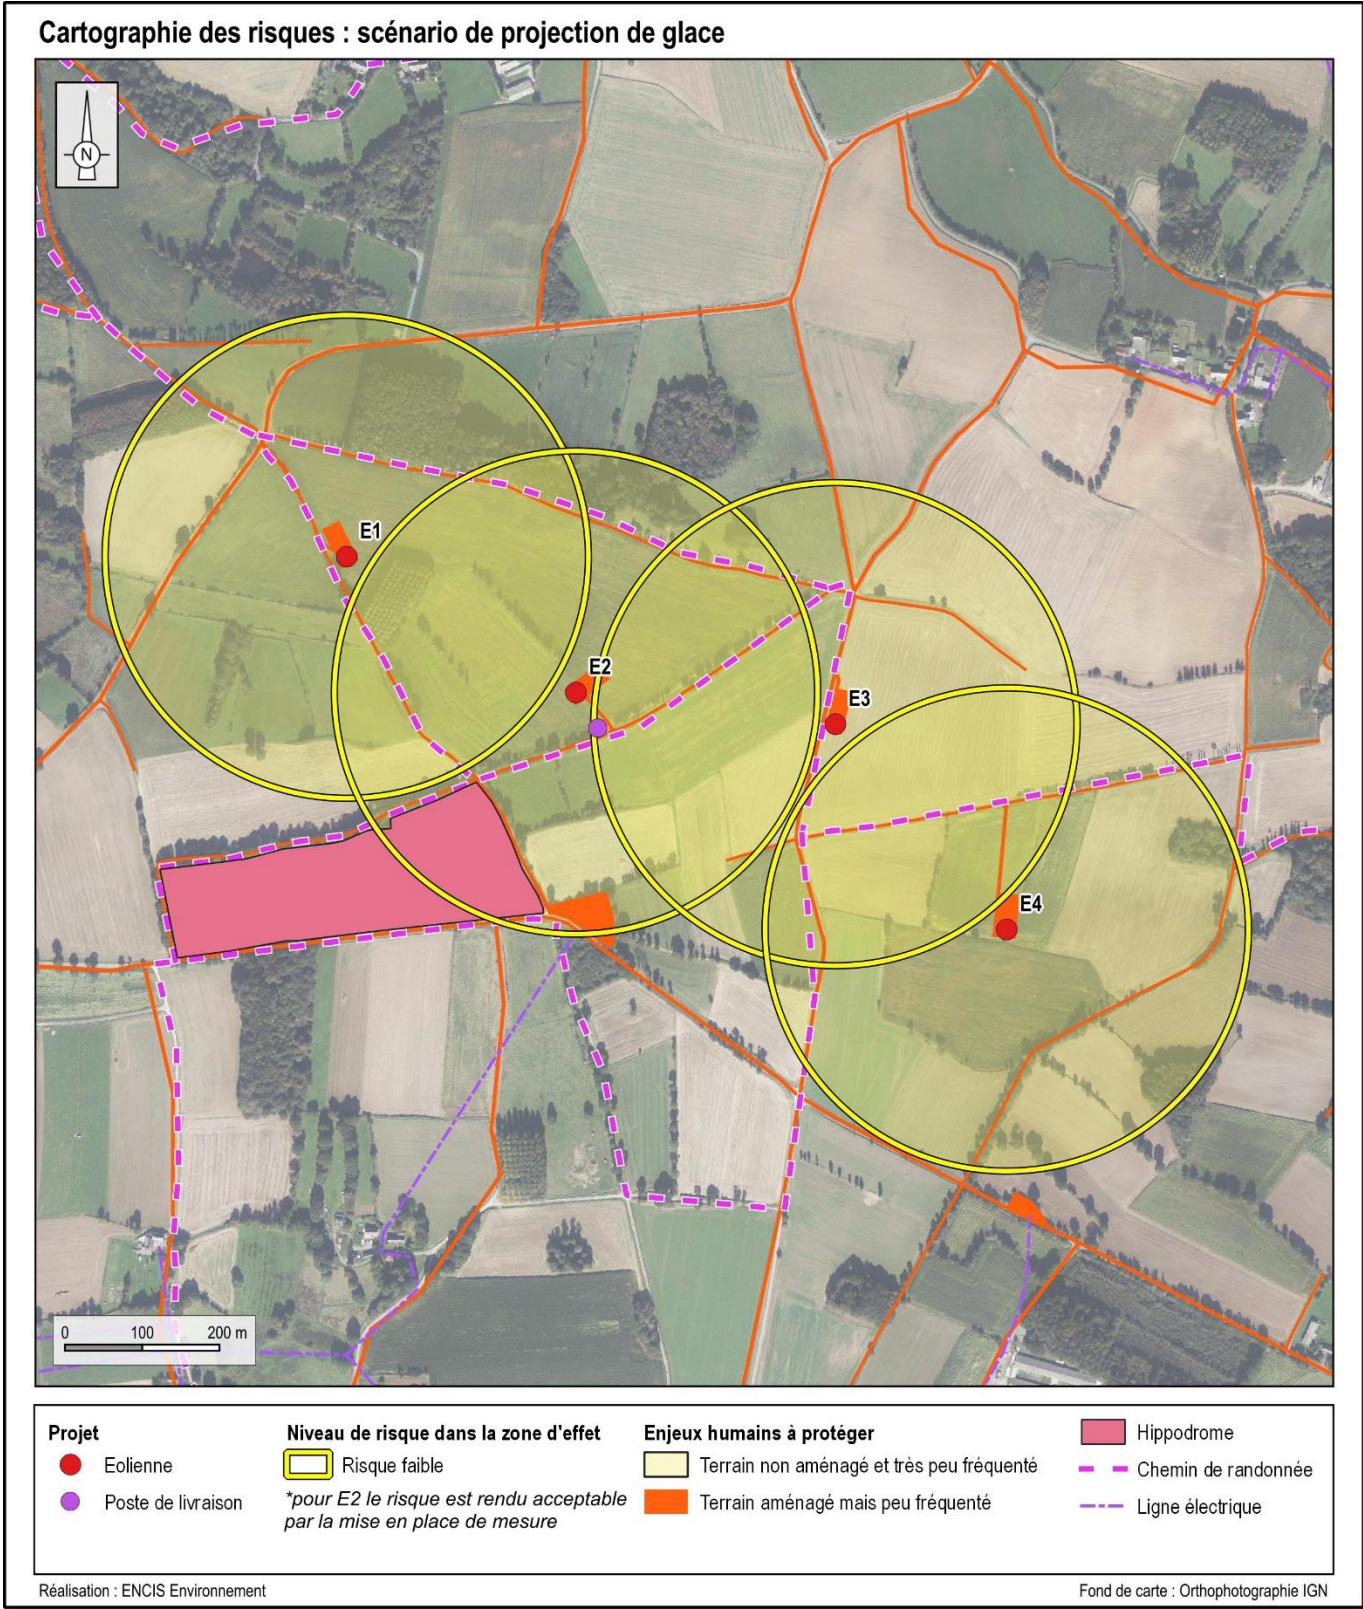 Cartographie des risques : scénario de projection de glace
N
E1
E2
E3
E4
0 100 200 m
Projet
Eolienne
Poste de livraison
Niveau de risque dans la zone d'effet
Risque faible
*pour E2 le risque est rendu acceptable
par la mise en place de mesure
Enjeux humains à protéger
Terrain non aménagé et très peu fréquenté
Terrain aménagé mais peu fréquenté
Hippodrome
Chemin de randonnée
Ligne électrique
Réalisation : ENCIS Environnement
Fond de carte : Orthophotographie IGN